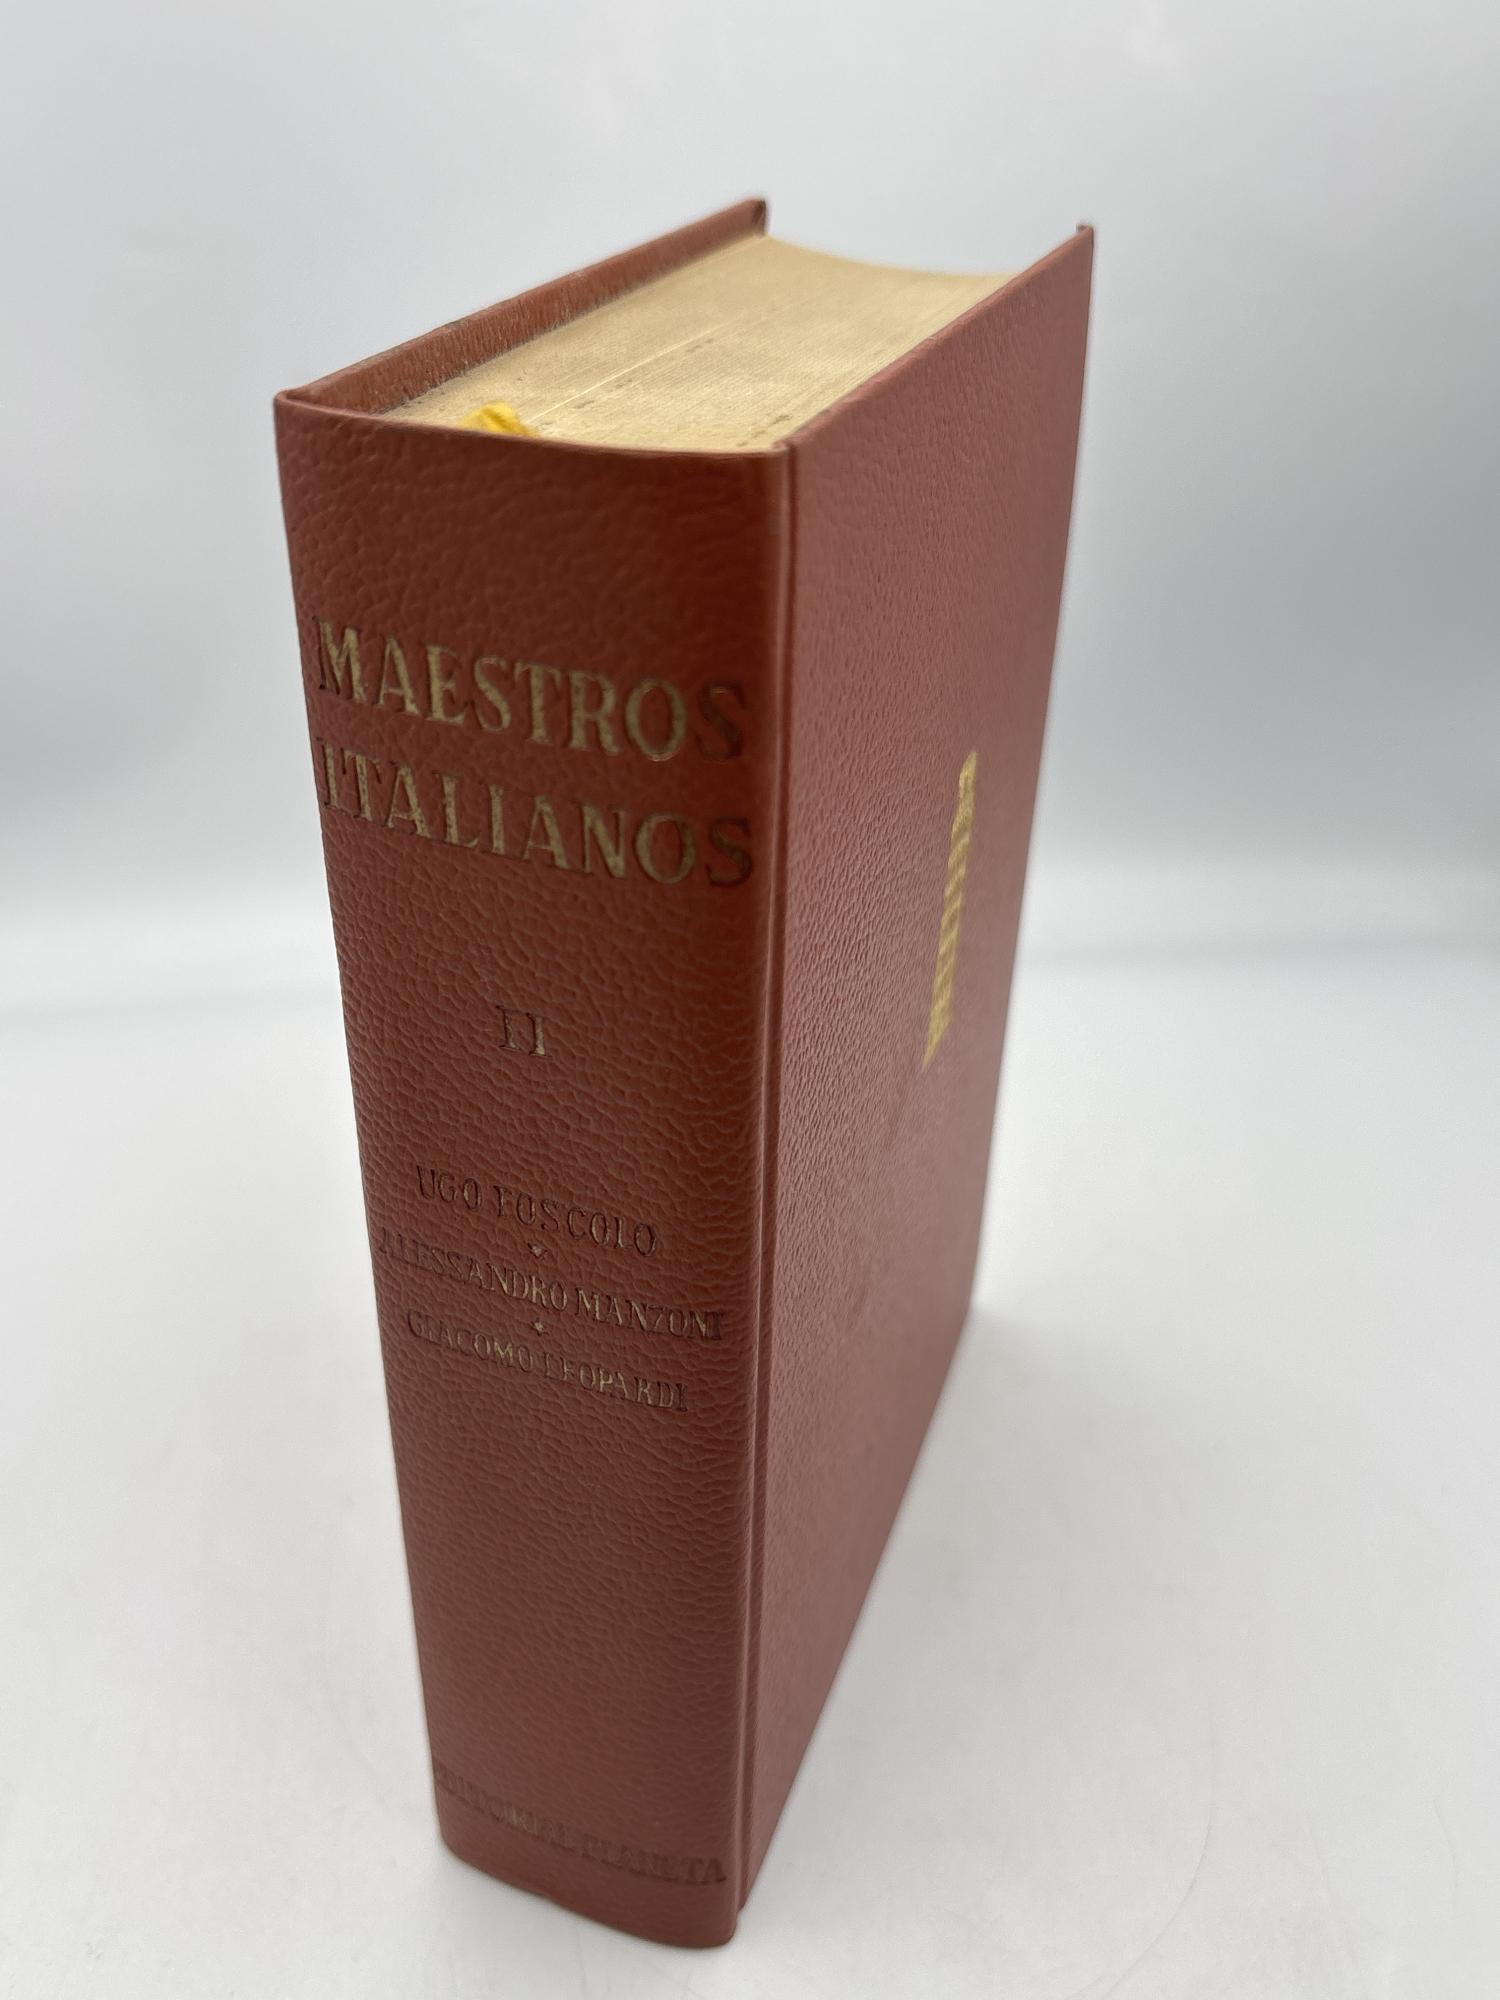 MAESTROS
ITALIANOS
II
UGO FOSCOLO
ALESSANDRO MANZONI
GIACOMO LEOPARDI
EDITORIAL PLANETA